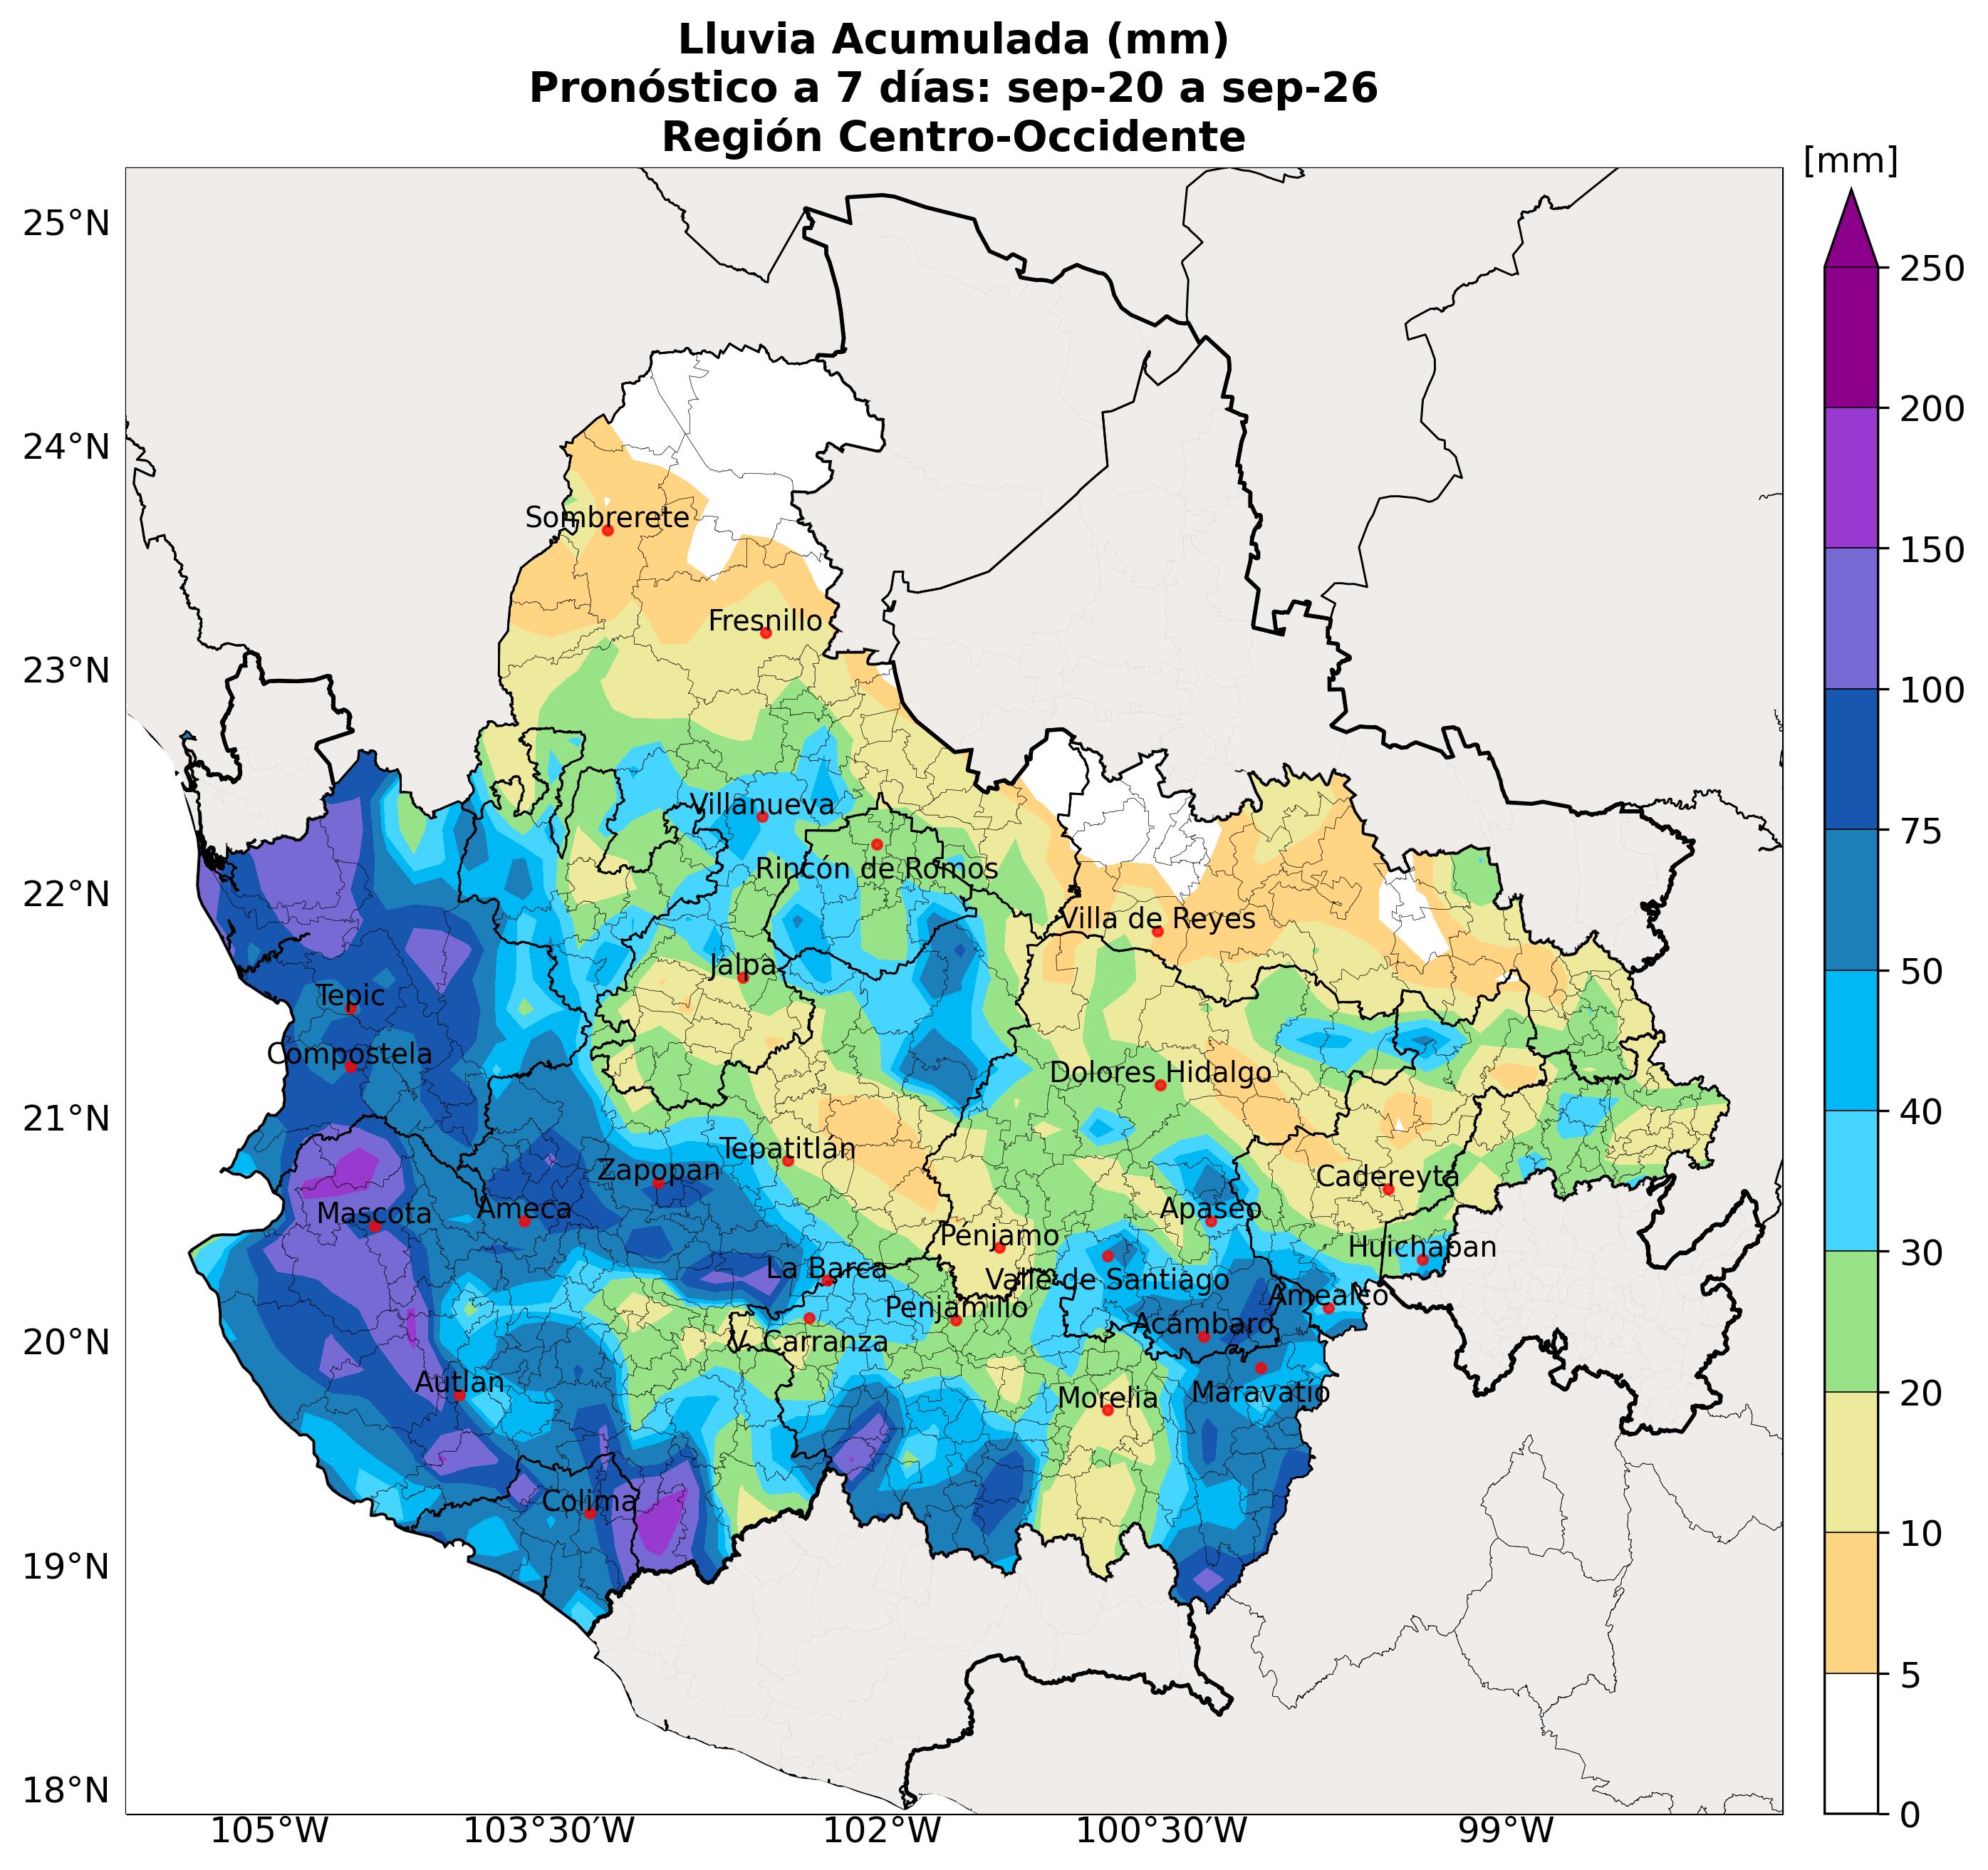 Lluvia Acumulada (mm)
Pronóstico a 7 días: sep-20 a sep-26
Región Centro-Occidente
[mm]
25°N
24°N
23°N
22°N
21°N
20°N
19°N
18°N
250
200
150
100
75
50
40
30
20
10
5
0
Sombrerete
Fresnillo
Villanueva
Rincón de Romos
Villa de Reyes
Jalpa
Tepic
Compostela
Dolores Hidalgo
Tepatitlán
Zapopan
Cadereyta
Mascota
Ameca
Apaseo
Pénjamo
Huichapan
La Barca
Valle de Santiago
Amealco
Penjamillo
Acámbaro
V. Carranza
Autlán
Morelia
Maravatío
Colima
105°W
103°30'W
102°W
100°30'W
99°W